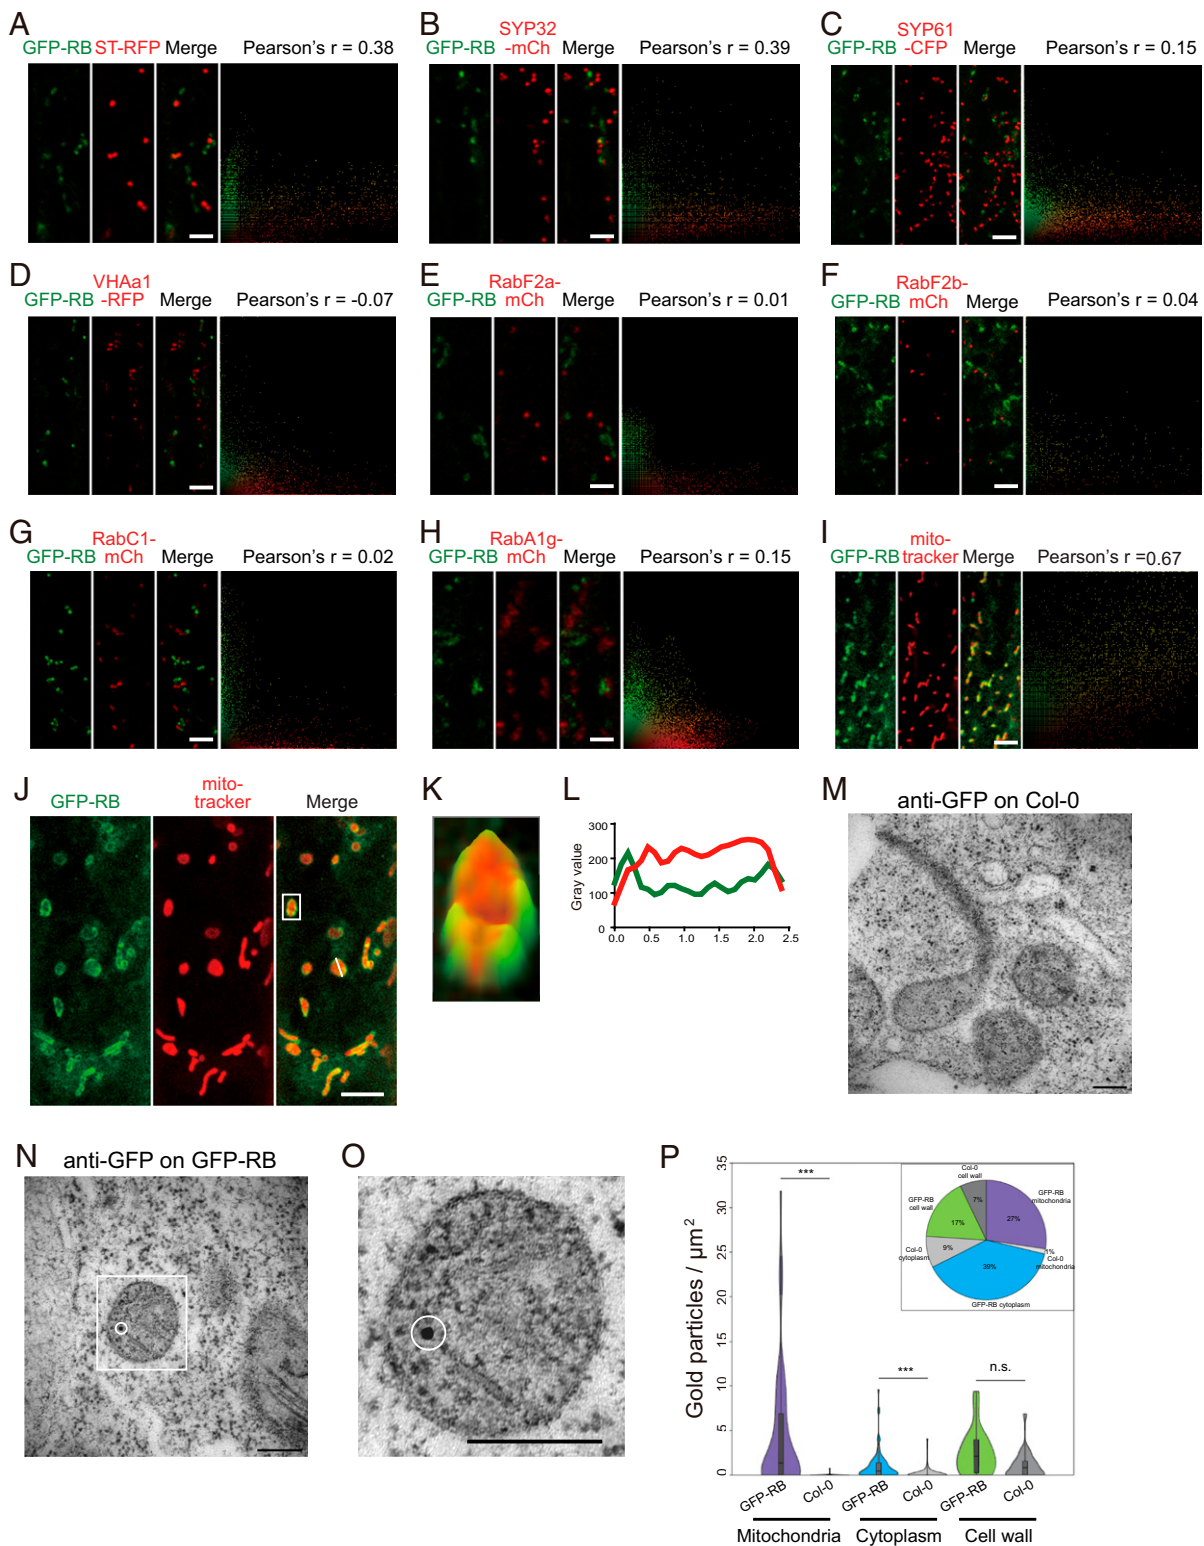 A
GFP-RB ST-RFP Merge Pearson's r = 0.38
B
GFP-RB SYP32 -mCh Merge Pearson's r = 0.39
C
GFP-RB SYP61 -CFP Merge Pearson's r = 0.15
D
GFP-RB VHAa1 -RFP Merge Pearson's r = -0.07
E
GFP-RB RabF2a- mCh Merge Pearson's r = 0.01
F
GFP-RB RabF2b- mCh Merge Pearson's r = 0.04
G
GFP-RB RabC1- mCh Merge Pearson's r = 0.02
H
GFP-RB RabA1g- mCh Merge Pearson's r = 0.15
I
GFP-RB mito- tracker Merge Pearson's r =0.67
J
GFP-RB mito- tracker Merge
K
L
Gray value
300
200
100
0
0.0 0.5 1.0 1.5 2.0 2.5
M
anti-GFP on Col-0
N
anti-GFP on GFP-RB
O
P
Gold particles / µm²
35
30
25
20
15
10
5
0
***
***
n.s.
Col-0 cell wall
7%
GFP-RB mitochondria
27%
GFP-RB cell wall
17%
Col-0 cytoplasm
9%
1%
Col-0 mitochondria
39%
GFP-RB cytoplasm
GFP-RB Col-0 GFP-RB Col-0 GFP-RB Col-0
Mitochondria Cytoplasm Cell wall